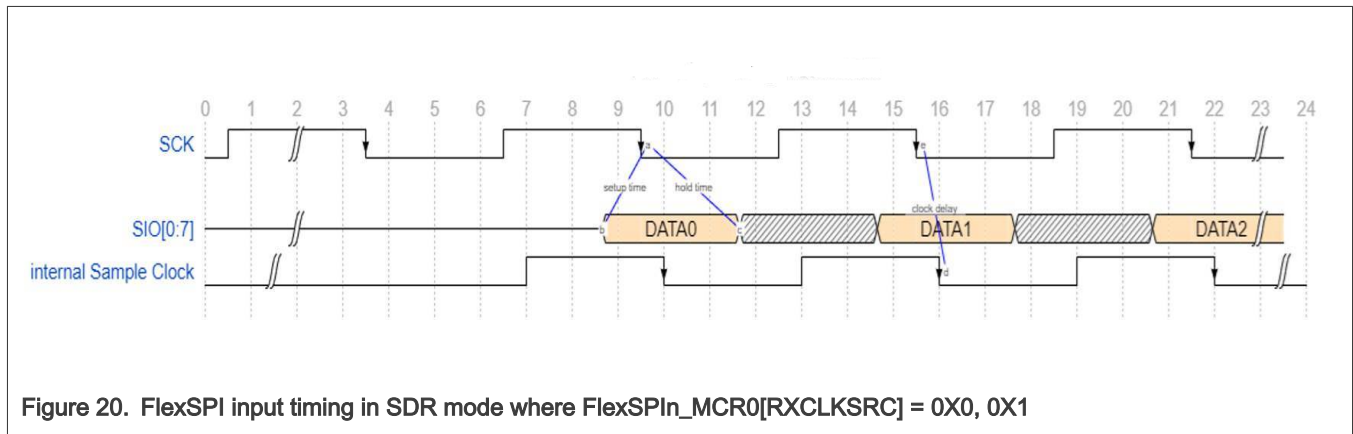 0 1 2 3 4 5 6 7 8 9 10 11 12 13 14 15 16 17 18 19 20 21 22 23 24
SCK
a
e
setup time
hold time
clock delay
SIO[0:7]
b
DATA0
c
DATA1
DATA2
internal Sample Clock
d
Figure 20. FlexSPI input timing in SDR mode where FlexSPIn_MCR0[RXCLKSRC] = 0X0, 0X1